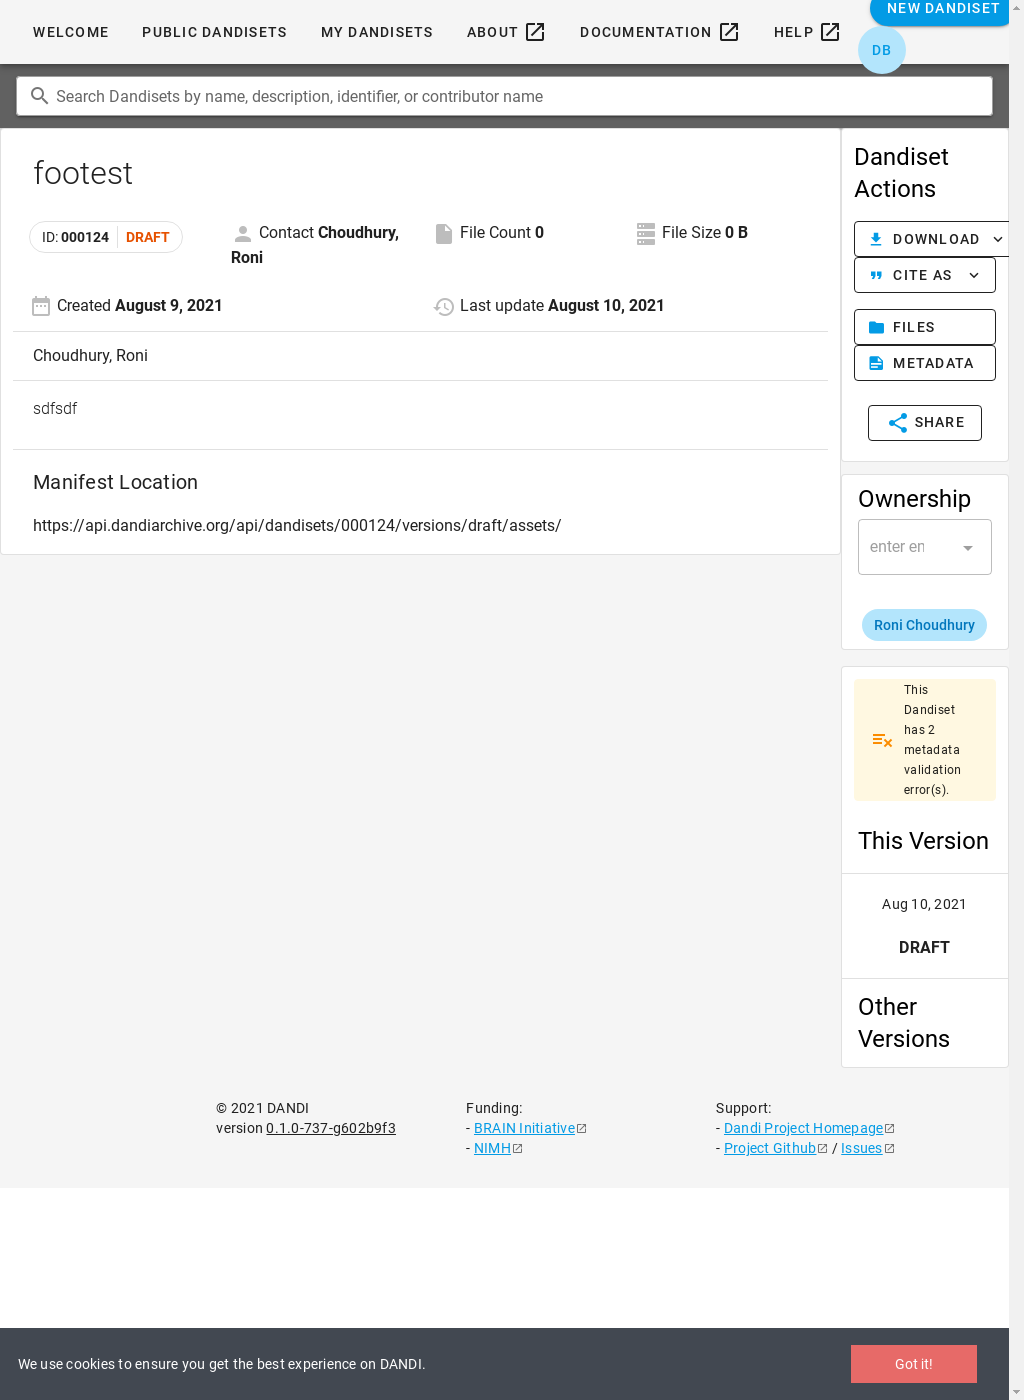 WELCOME PUBLIC DANDISETS MY DANDISETS ABOUT DOCUMENTATION HELP NEW DANDISET
DB
Search Dandisets by name, description, identifier, or contributor name
footest
ID: 000124 DRAFT
Contact Choudhury, Roni
File Count 0
File Size 0 B
Created August 9, 2021
Last update August 10, 2021
Choudhury, Roni
sdfsdf
Manifest Location
https://api.dandiarchive.org/api/dandisets/000124/versions/draft/assets/
Dandiset
Actions
DOWNLOAD
CITE AS
FILES
METADATA
SHARE
Ownership
enter en
Roni Choudhury
This
Dandiset
has 2
metadata
validation
error(s).
This Version
Aug 10, 2021
DRAFT
Other
Versions
© 2021 DANDI
version 0.1.0-737-g602b9f3
Funding:
- BRAIN Initiative
- NIMH
Support:
- Dandi Project Homepage
- Project Github / Issues
We use cookies to ensure you get the best experience on DANDI.
Got it!